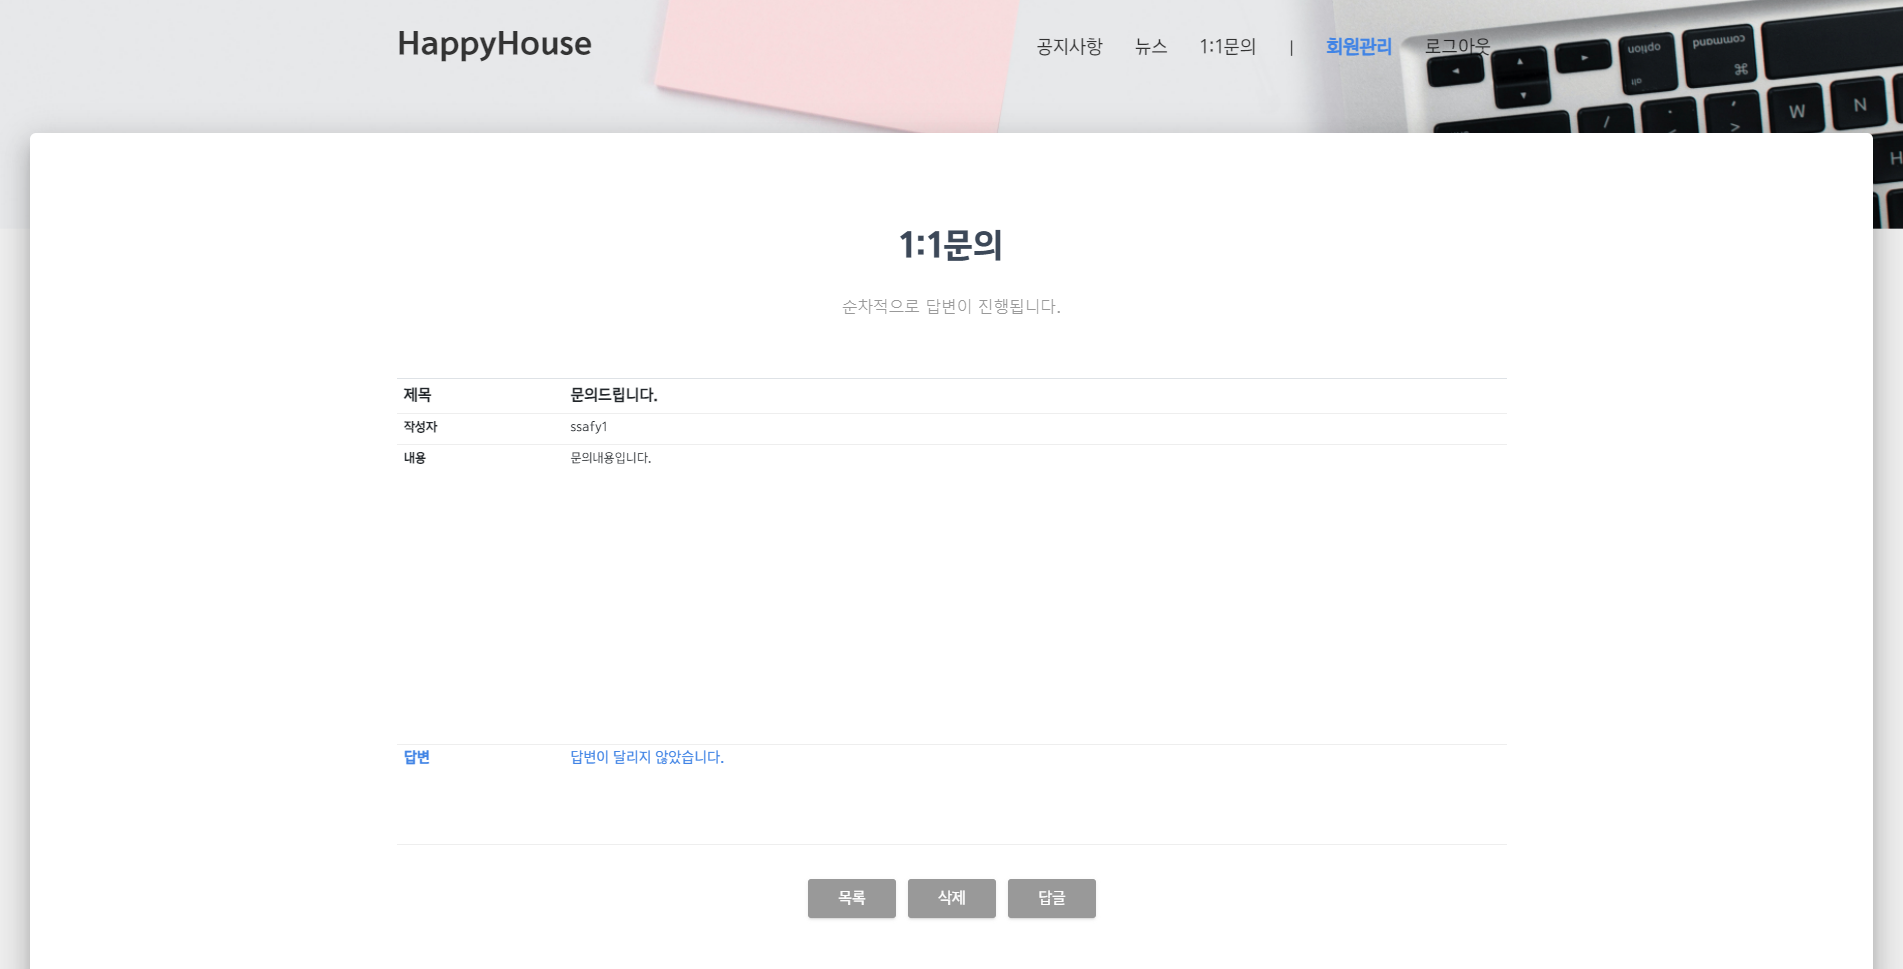 HappyHouse
공지사항 뉴스 1:1문의 | 회원관리 로그아웃
option
alt
command
⌘
W
N
H
1:1문의
순차적으로 답변이 진행됩니다.
제목 문의드립니다.
작성자 ssafy1
내용 문의내용입니다.
답변 답변이 달리지 않았습니다.
목록 삭제 답글